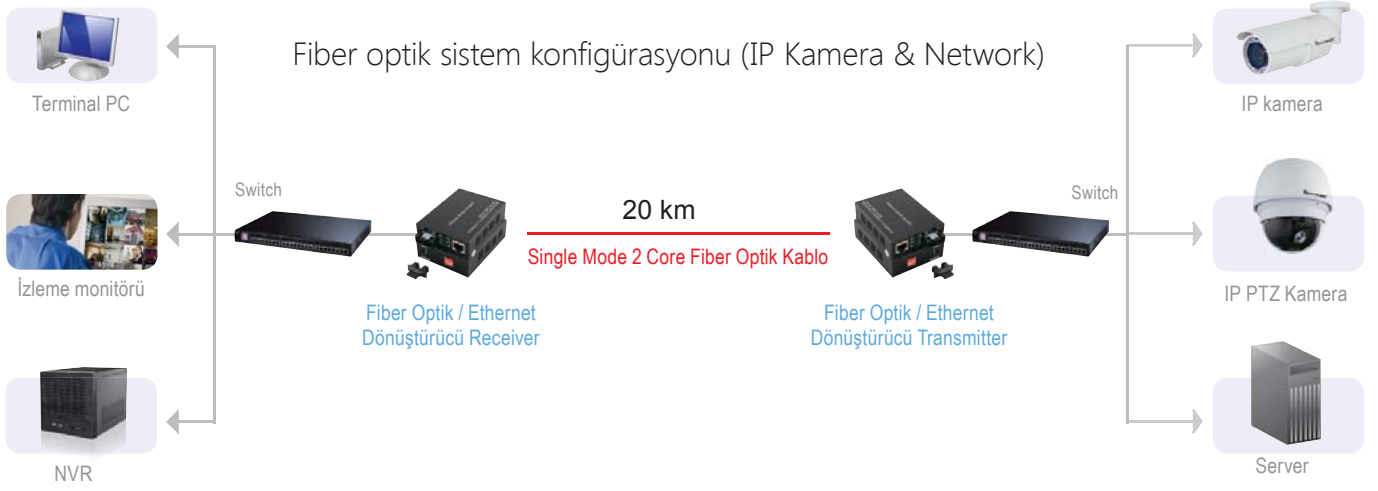 Fiber optik sistem konfigürasyonu (IP Kamera & Network)
Terminal PC
IP kamera
Switch
20 km
Switch
Single Mode 2 Core Fiber Optik Kablo
İzleme monitörü
IP PTZ Kamera
Fiber Optik / Ethernet
Dönüştürücü Receiver
Fiber Optik / Ethernet
Dönüştürücü Transmitter
NVR
Server